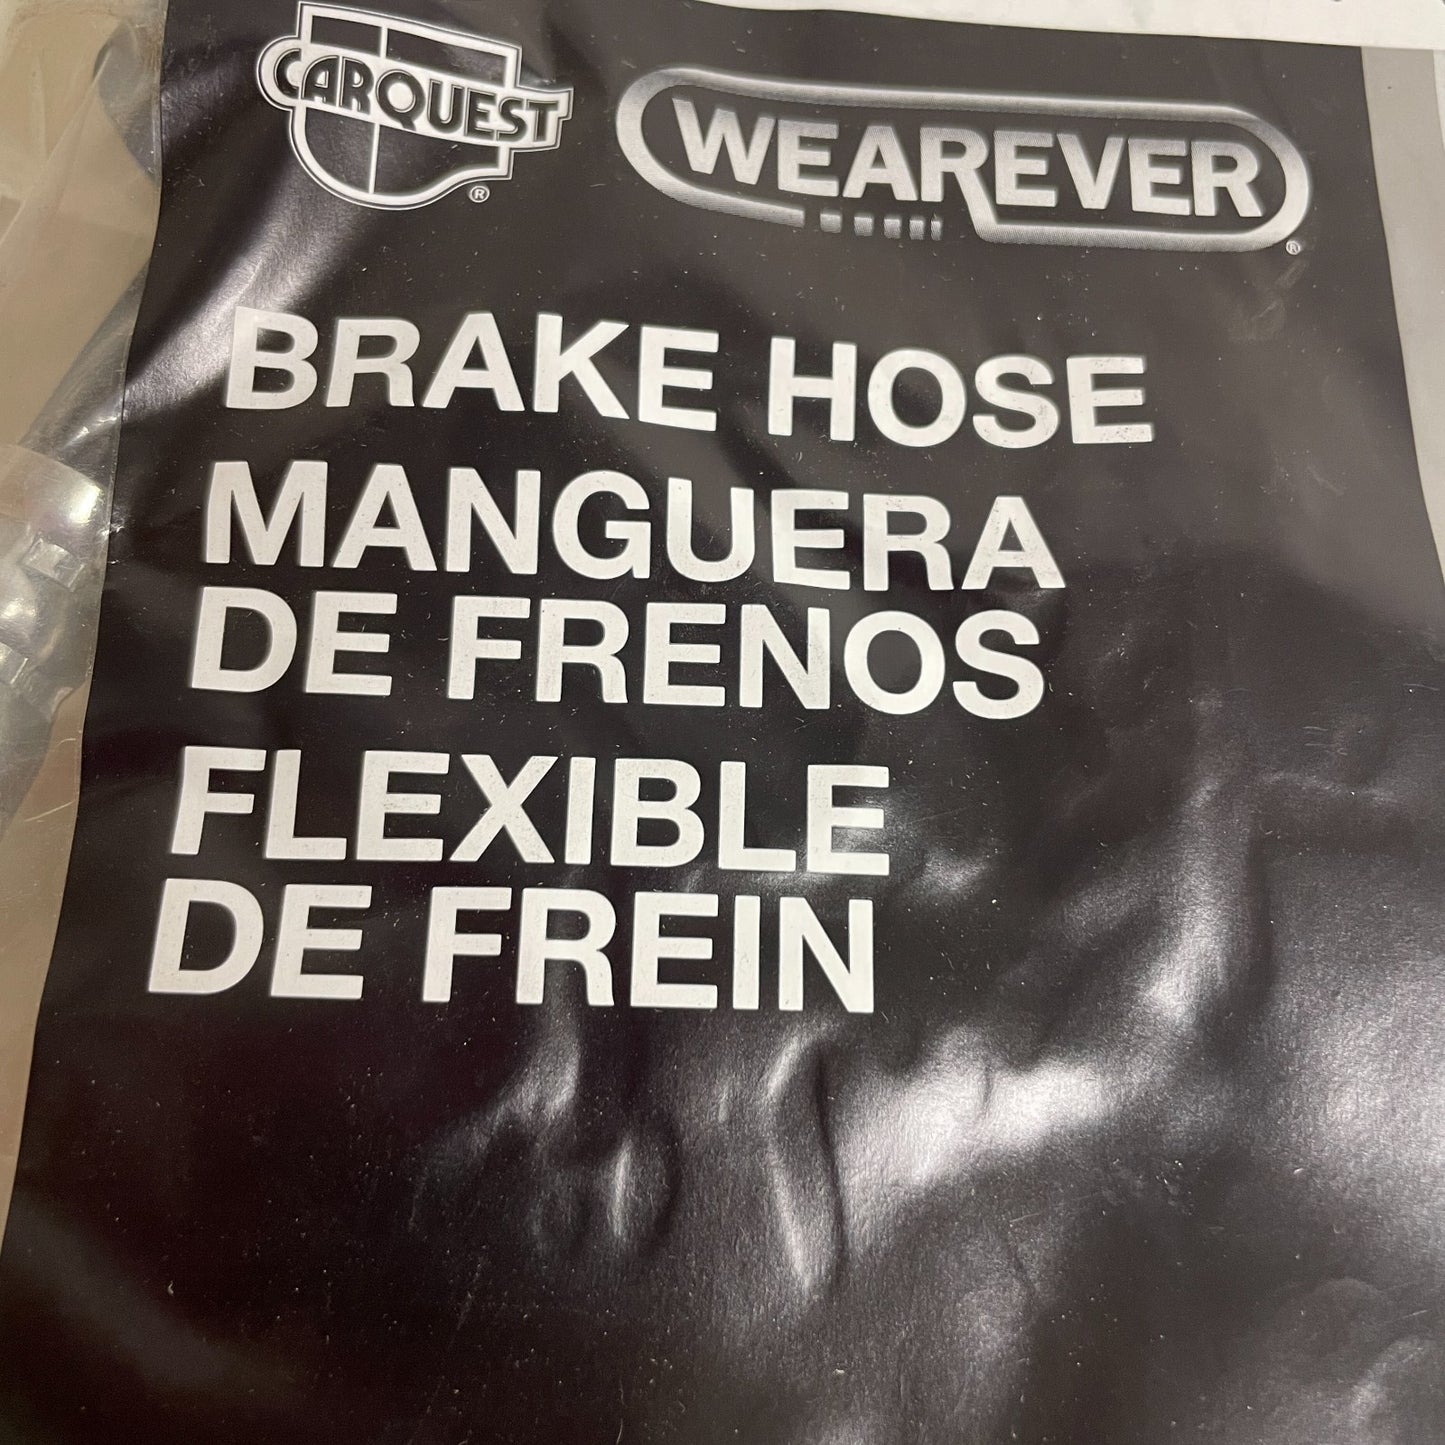 CARQUEST®
WEAREVER®
BRAKE HOSE
MANGUERA
DE FRENOS
FLEXIBLE
DE FREIN